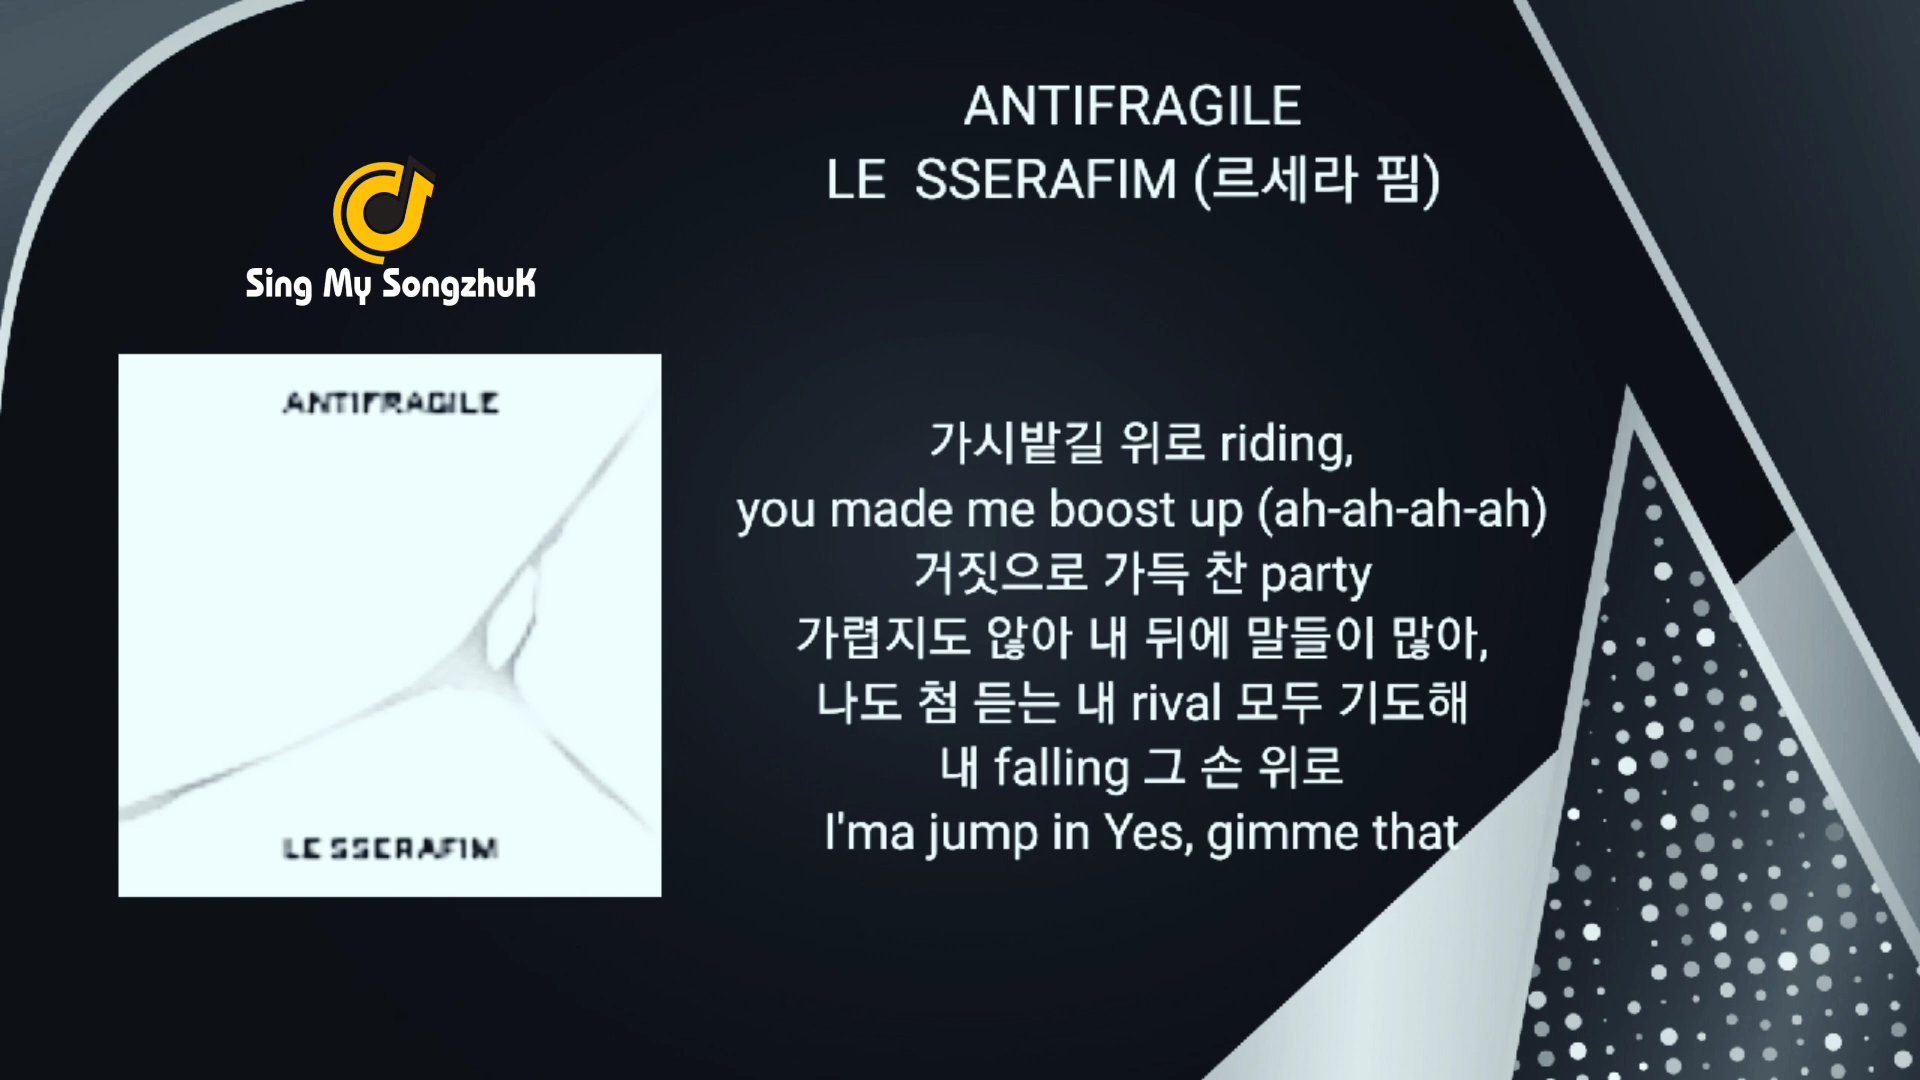 ANTIFRAGILE
LE SSERAFIM (르세라 핌)
Sing My SongzhuK
ANTIFRAGILE
LE SSERAFIM
가시밭길 위로 riding,
you made me boost up (ah-ah-ah-ah)
거짓으로 가득 찬 party
가렵지도 않아 내 뒤에 말들이 많아,
나도 첨 듣는 내 rival 모두 기도해
내 falling 그 손 위로
I'ma jump in Yes, gimme that